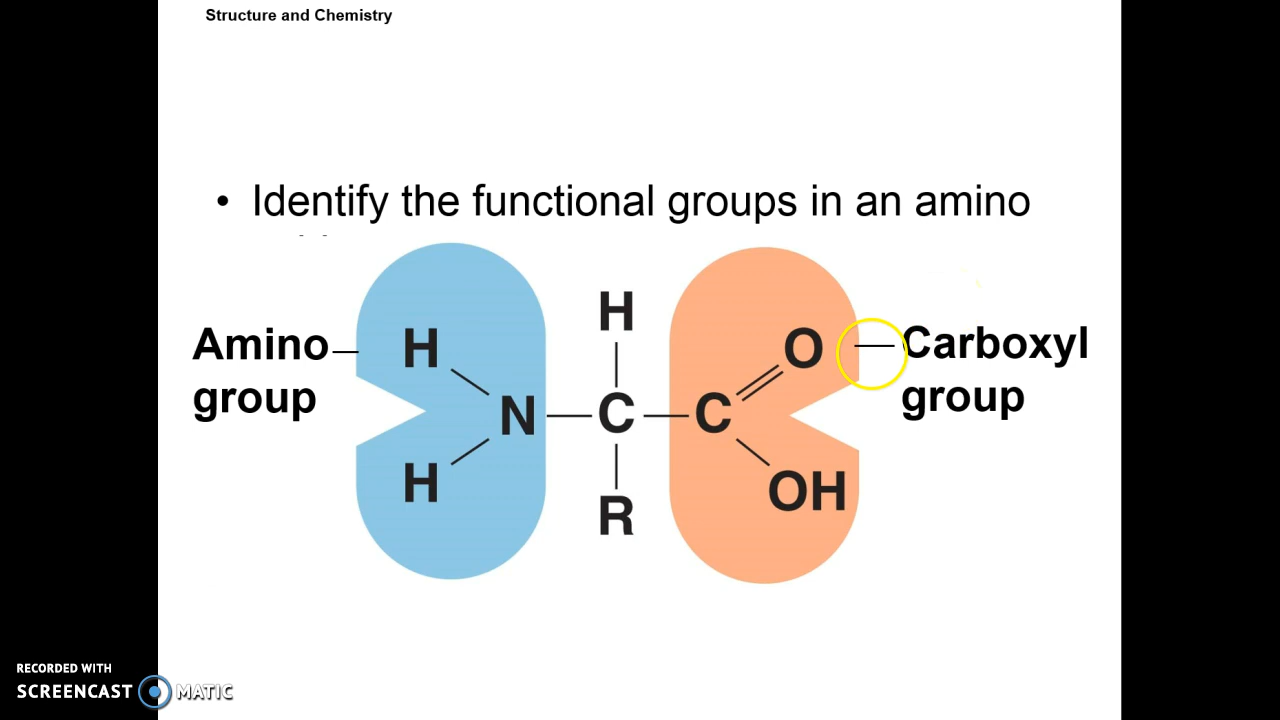 Structure and Chemistry
• Identify the functional groups in an amino
H
Amino
group
H
O
Carboxyl
group
N
C
C
H
R
OH
RECORDED WITH
SCREENCAST MATIC